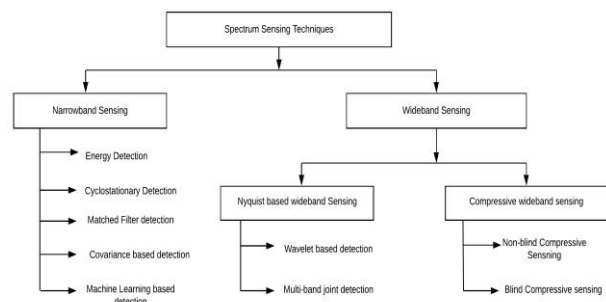 Spectrum Sensing Techniques
Narrowband Sensing
Energy Detection
Cyclostationary Detection
Matched Filter detection
Covariance based detection
Machine Learning based
detection
Wideband Sensing
Nyquist based wideband Sensing
Wavelet based detection
Multi-band joint detection
Compressive wideband sensing
Non-blind Compressive
Sensning
Blind Compressive sensing